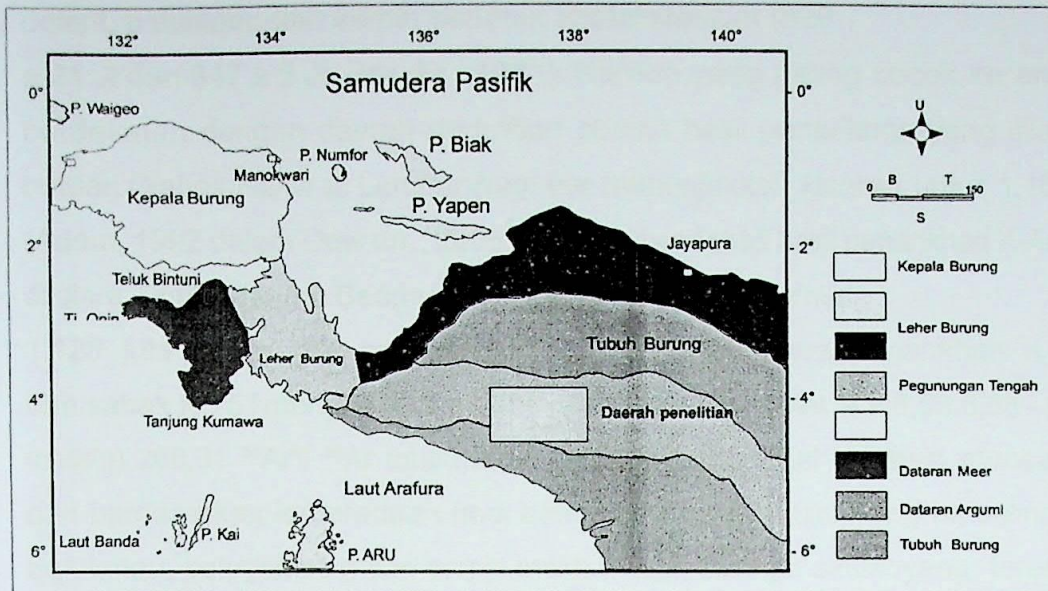 132° 134° 136° 138° 140°
Samudera Pasifik
0° 0°
P. Waigeo
U
P. Numfor
P. Biak
Manokwari
Kepala Burung
B T
0 150
P. Yapen
S
2° 2°
Jayapura
Teluk Bintuni
Kepala Burung
Leher Burung
Tubuh Burung
Leher Burung
Pegunungan Tengah
4° 4°
Daerah penelitian
Tanjung Kumawa
Dataran Meer
Laut Arafura
Dataran Argumi
Laut Banda
P. Kai
P. ARU
Tubuh Burung
6° 6°